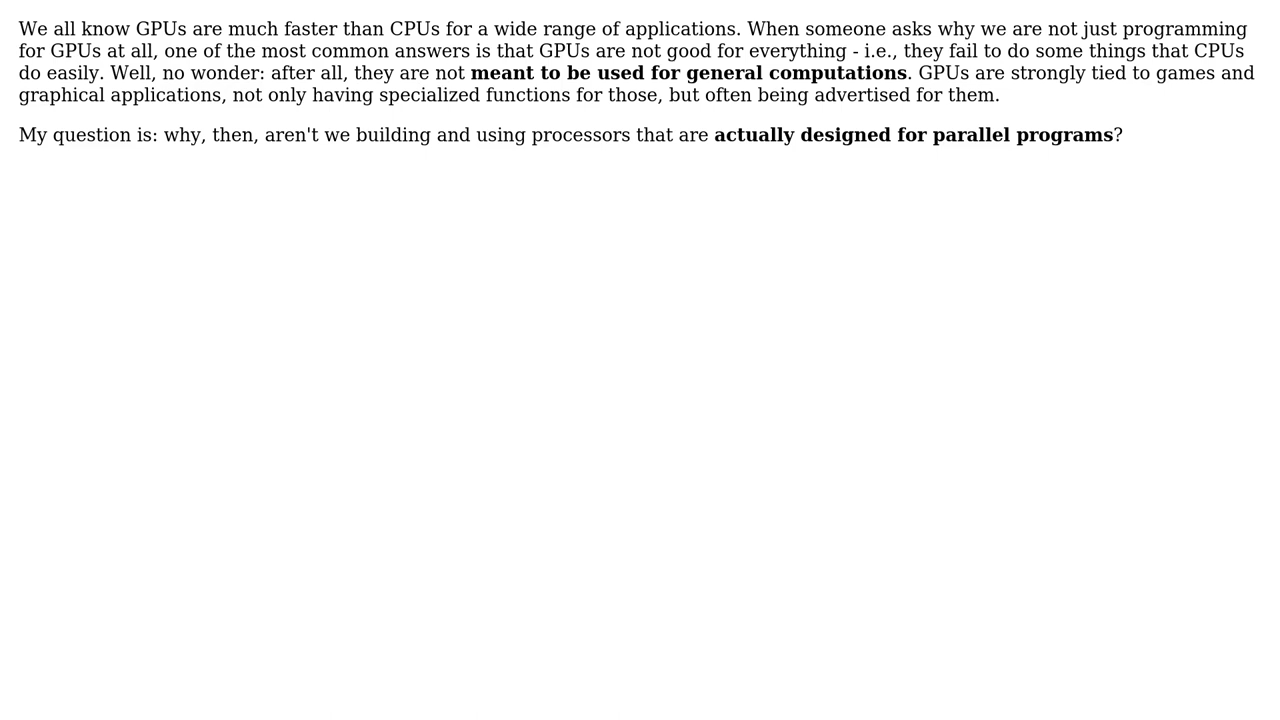 We all know GPUs are much faster than CPUs for a wide range of applications. When someone asks why we are not just programming
for GPUs at all, one of the most common answers is that GPUs are not good for everything - i.e., they fail to do some things that CPUs
do easily. Well, no wonder: after all, they are not meant to be used for general computations. GPUs are strongly tied to games and
graphical applications, not only having specialized functions for those, but often being advertised for them.
My question is: why, then, aren't we building and using processors that are actually designed for parallel programs?